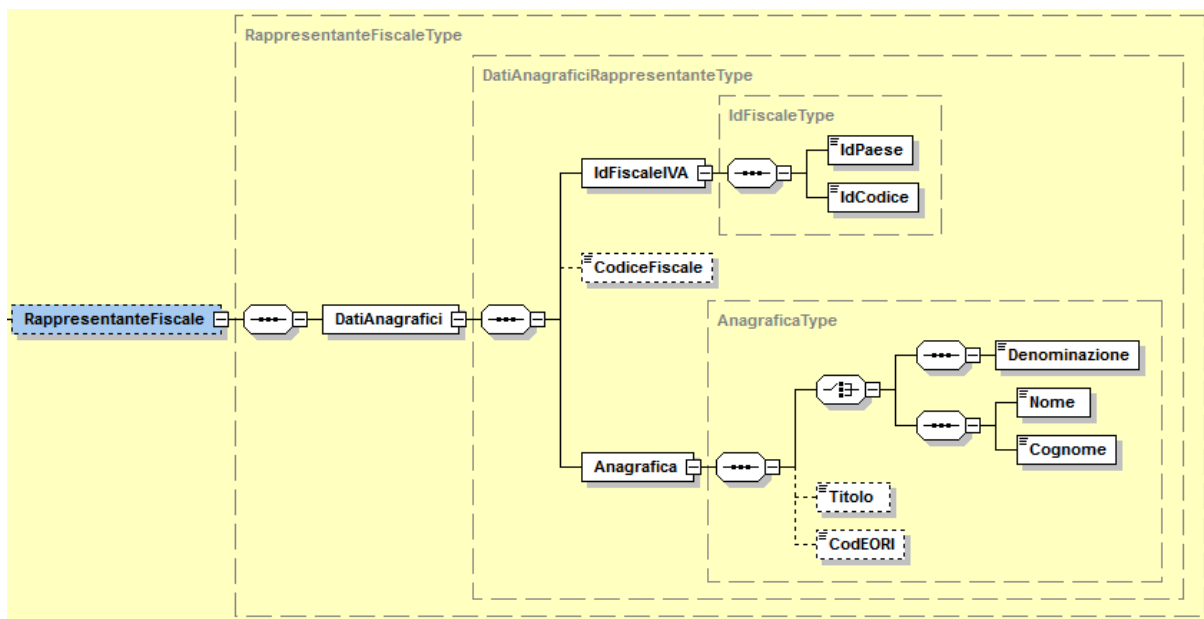 RappresentanteFiscaleType
DatiAnagraficiRappresentanteType
IdFiscaleType
IdPaese
IdFiscaleIVA
IdCodice
CodiceFiscale
RappresentanteFiscale
DatiAnagrafici
AnagraficaType
Denominazione
Nome
Cognome
Anagrafica
Titolo
CodEORI